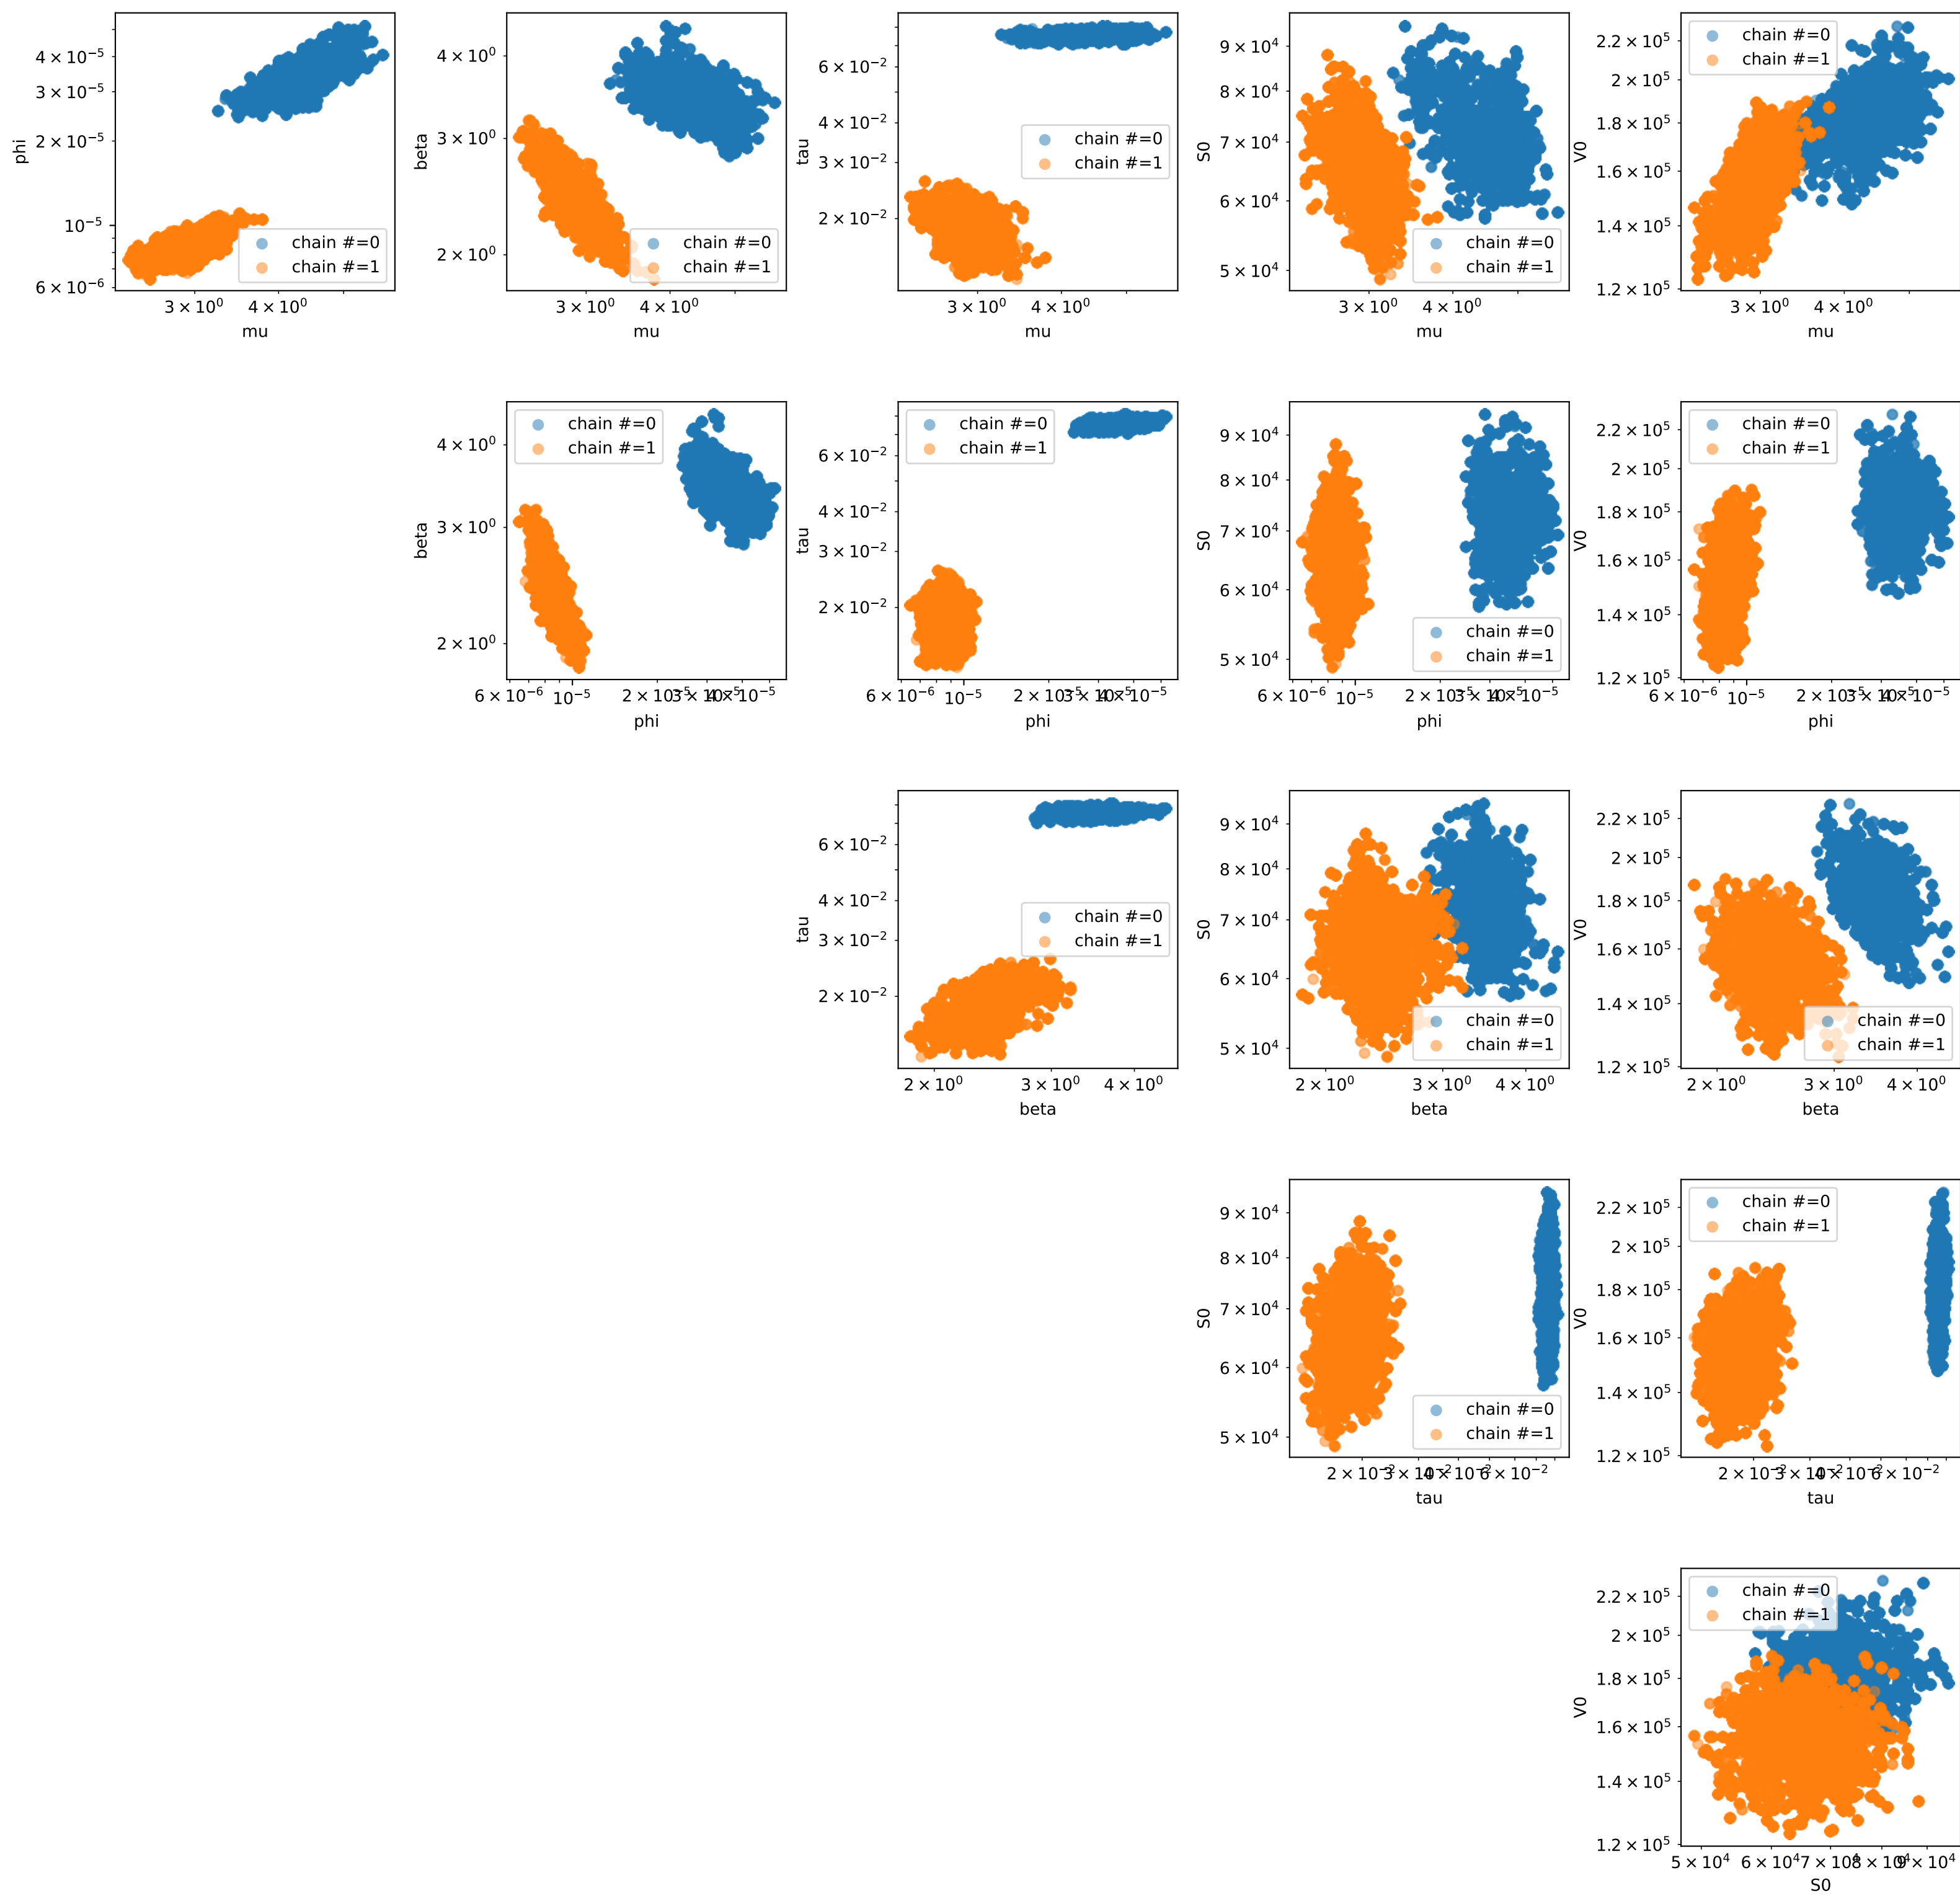 4 × 10⁻⁵
3 × 10⁻⁵
2 × 10⁻⁵
10⁻⁵
6 × 10⁻⁶
phi
chain #=0
chain #=1
3 × 10⁰ 4 × 10⁰
mu
4 × 10⁰
3 × 10⁰
2 × 10⁰
beta
chain #=0
chain #=1
3 × 10⁰ 4 × 10⁰
mu
6 × 10⁻²
4 × 10⁻²
3 × 10⁻²
2 × 10⁻²
tau
chain #=0
chain #=1
3 × 10⁰ 4 × 10⁰
mu
9 × 10⁴
8 × 10⁴
7 × 10⁴
6 × 10⁴
5 × 10⁴
S0
chain #=0
chain #=1
3 × 10⁰ 4 × 10⁰
mu
2.2 × 10⁵
2 × 10⁵
1.8 × 10⁵
1.6 × 10⁵
1.4 × 10⁵
1.2 × 10⁵
V0
chain #=0
chain #=1
3 × 10⁰ 4 × 10⁰
mu
4 × 10⁰
3 × 10⁰
2 × 10⁰
beta
chain #=0
chain #=1
6 × 10⁻⁶ 10⁻⁵
phi
6 × 10⁻²
4 × 10⁻²
3 × 10⁻²
2 × 10⁻²
tau
chain #=0
chain #=1
6 × 10⁻⁶ 10⁻⁵
phi
9 × 10⁴
8 × 10⁴
7 × 10⁴
6 × 10⁴
5 × 10⁴
S0
chain #=0
chain #=1
6 × 10⁻⁶ 10⁻⁵
phi
2.2 × 10⁵
2 × 10⁵
1.8 × 10⁵
1.6 × 10⁵
1.4 × 10⁵
1.2 × 10⁵
V0
chain #=0
chain #=1
6 × 10⁻⁶ 10⁻⁵
phi
6 × 10⁻²
4 × 10⁻²
3 × 10⁻²
2 × 10⁻²
tau
chain #=0
chain #=1
2 × 10⁰ 3 × 10⁰ 4 × 10⁰
beta
9 × 10⁴
8 × 10⁴
7 × 10⁴
6 × 10⁴
5 × 10⁴
S0
chain #=0
chain #=1
2 × 10⁰ 3 × 10⁰ 4 × 10⁰
beta
2.2 × 10⁵
2 × 10⁵
1.8 × 10⁵
1.6 × 10⁵
1.4 × 10⁵
1.2 × 10⁵
V0
chain #=0
chain #=1
2 × 10⁰ 3 × 10⁰ 4 × 10⁰
beta
9 × 10⁴
8 × 10⁴
7 × 10⁴
6 × 10⁴
5 × 10⁴
S0
chain #=0
chain #=1
6 × 10⁻²
tau
2.2 × 10⁵
2 × 10⁵
1.8 × 10⁵
1.6 × 10⁵
1.4 × 10⁵
1.2 × 10⁵
V0
chain #=0
chain #=1
6 × 10⁻²
tau
2.2 × 10⁵
2 × 10⁵
1.8 × 10⁵
1.6 × 10⁵
1.4 × 10⁵
1.2 × 10⁵
V0
chain #=0
chain #=1
5 × 10⁴ 6 × 10⁴
S0